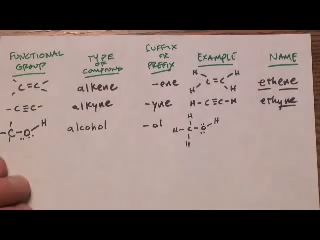 FUNCTIONAL GROUP TYPE OF COMPOUND SUFFIX OR PREFIX EXAMPLE NAME
C=C alkene -ene H H C=C H H ethene
-C≡C- alkyne -yne H-C≡C-H ethyne
-C-O-H alcohol -ol H H-C-O-H H